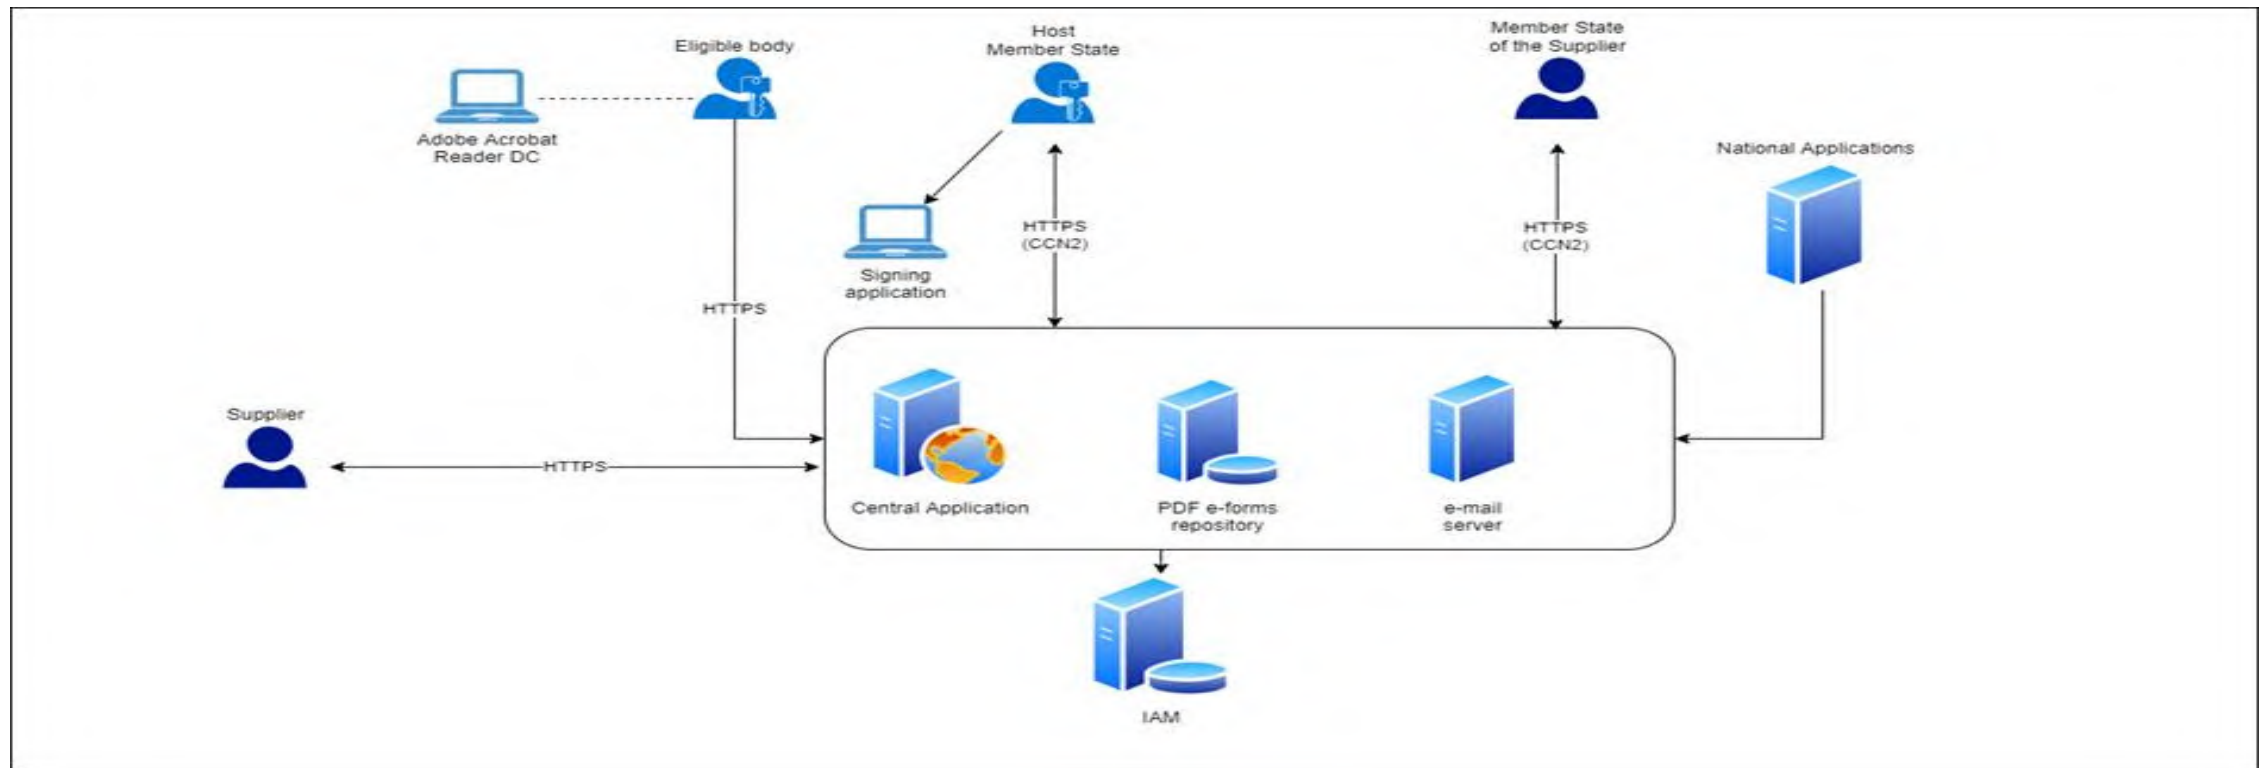 Eligible body
Host
Member State
Member State
of the Supplier
Adobe Acrobat
Reader DC
National Applications
HTTPS
(CCN2)
HTTPS
(CCN2)
Signing
application
HTTPS
Supplier
HTTPS
Central Application
PDF e-forms
repository
e-mail
server
IAM